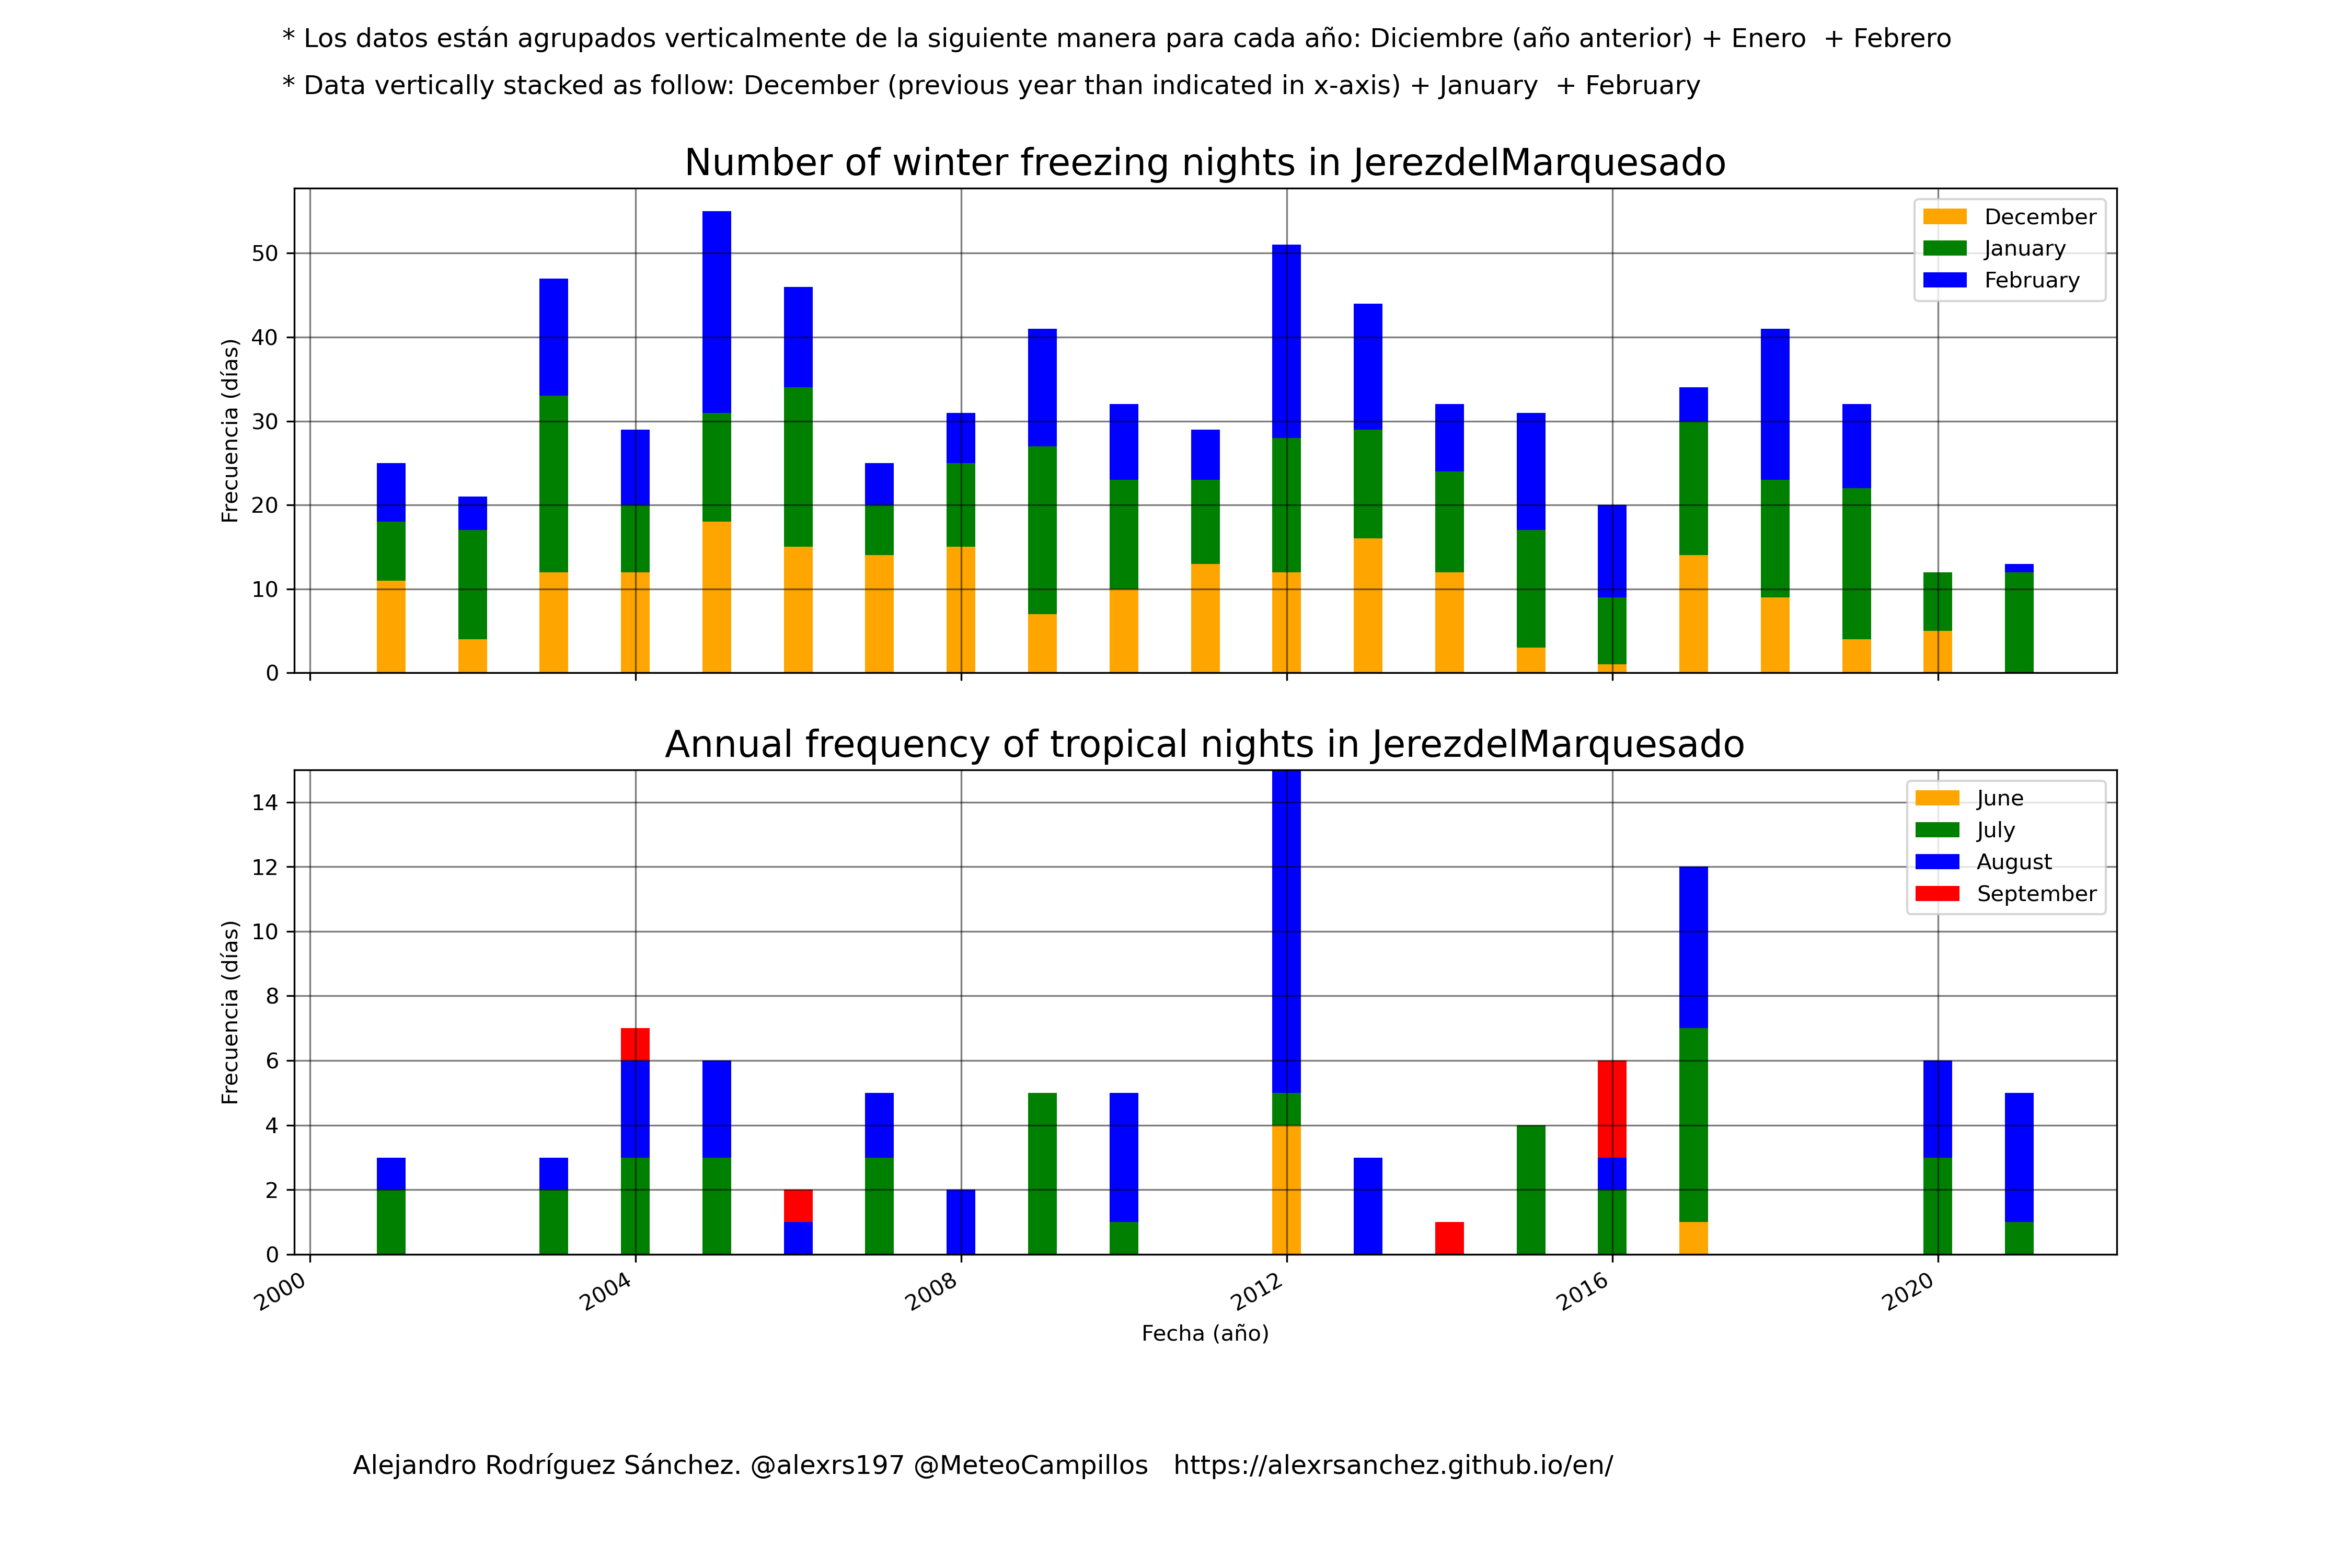 * Los datos están agrupados verticalmente de la siguiente manera para cada año: Diciembre (año anterior) + Enero  + Febrero
* Data vertically stacked as follow: December (previous year than indicated in x-axis) + January  + February
Number of winter freezing nights in JerezdelMarquesado
Frecuencia (días)
50
40
30
20
10
0
December
January
February
Annual frequency of tropical nights in JerezdelMarquesado
Frecuencia (días)
14
12
10
8
6
4
2
0
June
July
August
September
2000
2004
2008
2012
2016
2020
Fecha (año)
Alejandro Rodríguez Sánchez. @alexrs197 @MeteoCampillos   https://alexrsanchez.github.io/en/